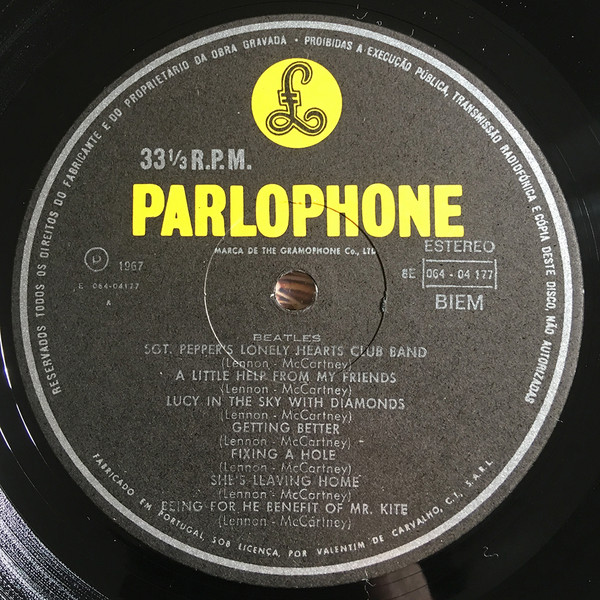 RESERVADOS TODOS OS DIREITOS DO FABRICANTE E DO PROPRIETÁRIO DA OBRA GRAVADA • PROIBIDAS A EXECUÇÃO PÚBLICA, TRANSMISSÃO RADIOFÓNICA E CÓPIA DESTE DISCO, NÃO AUTORIZADAS
£
33 1/3 R.P.M.
PARLOPHONE
MARCA DE THE GRAMOPHONE Co., LTD
ESTEREO
Ⓟ 1967
8E 064 - 04 177
E 064-04177
BIEM
A
BEATLES
SGT. PEPPER'S LONELY HEARTS CLUB BAND
(Lennon - McCartney)
A LITTLE HELP FROM MY FRIENDS
(Lennon - McCartney)
LUCY IN THE SKY WITH DIAMONDS
(Lennon - McCartney)
GETTING BETTER
(Lennon - McCartney)
FIXING A HOLE
(Lennon - McCartney)
SHE'S LEAVING HOME
(Lennon - McCartney)
BEING FOR HE BENEFIT OF MR. KITE
(Lennon - McCartney)
FABRICADO EM PORTUGAL, SOB LICENÇA, POR VALENTIM DE CARVALHO, C.I., S.A.R.L.